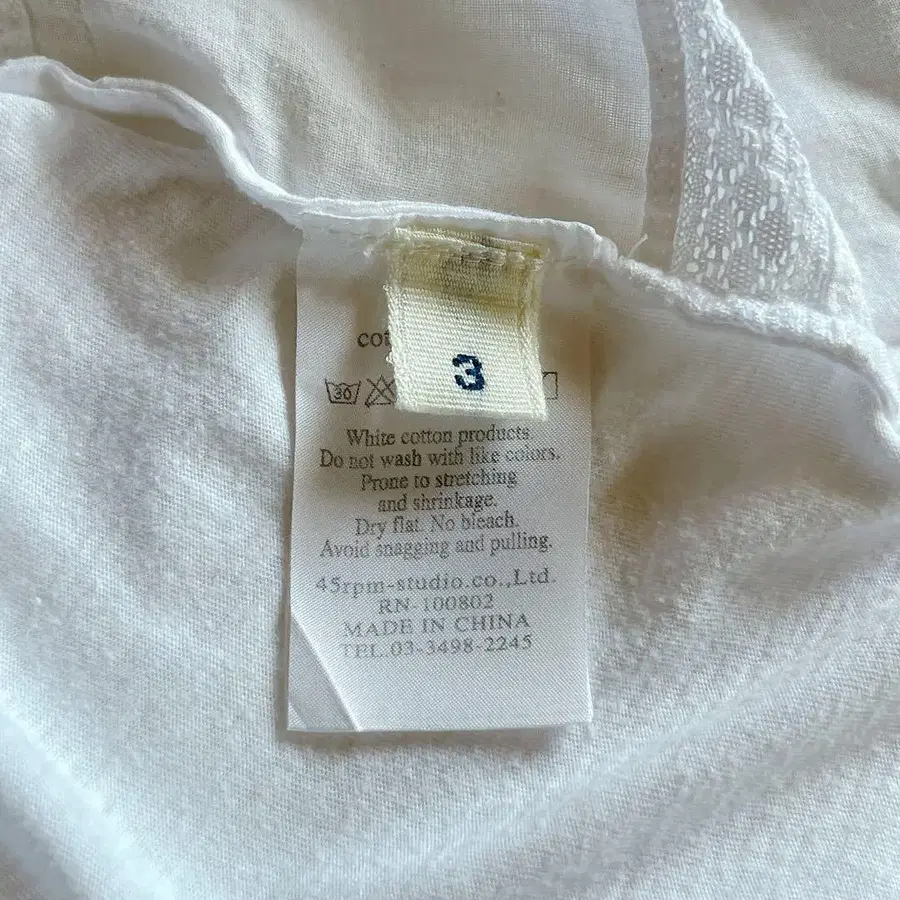 3
30
White cotton products.
Do not wash with like colors.
Prone to stretching
and shrinkage.
Dry flat. No bleach.
Avoid snagging and pulling.
45rpm-studio.co.,Ltd.
RN-100802
MADE IN CHINA
TEL.03-3498-2245